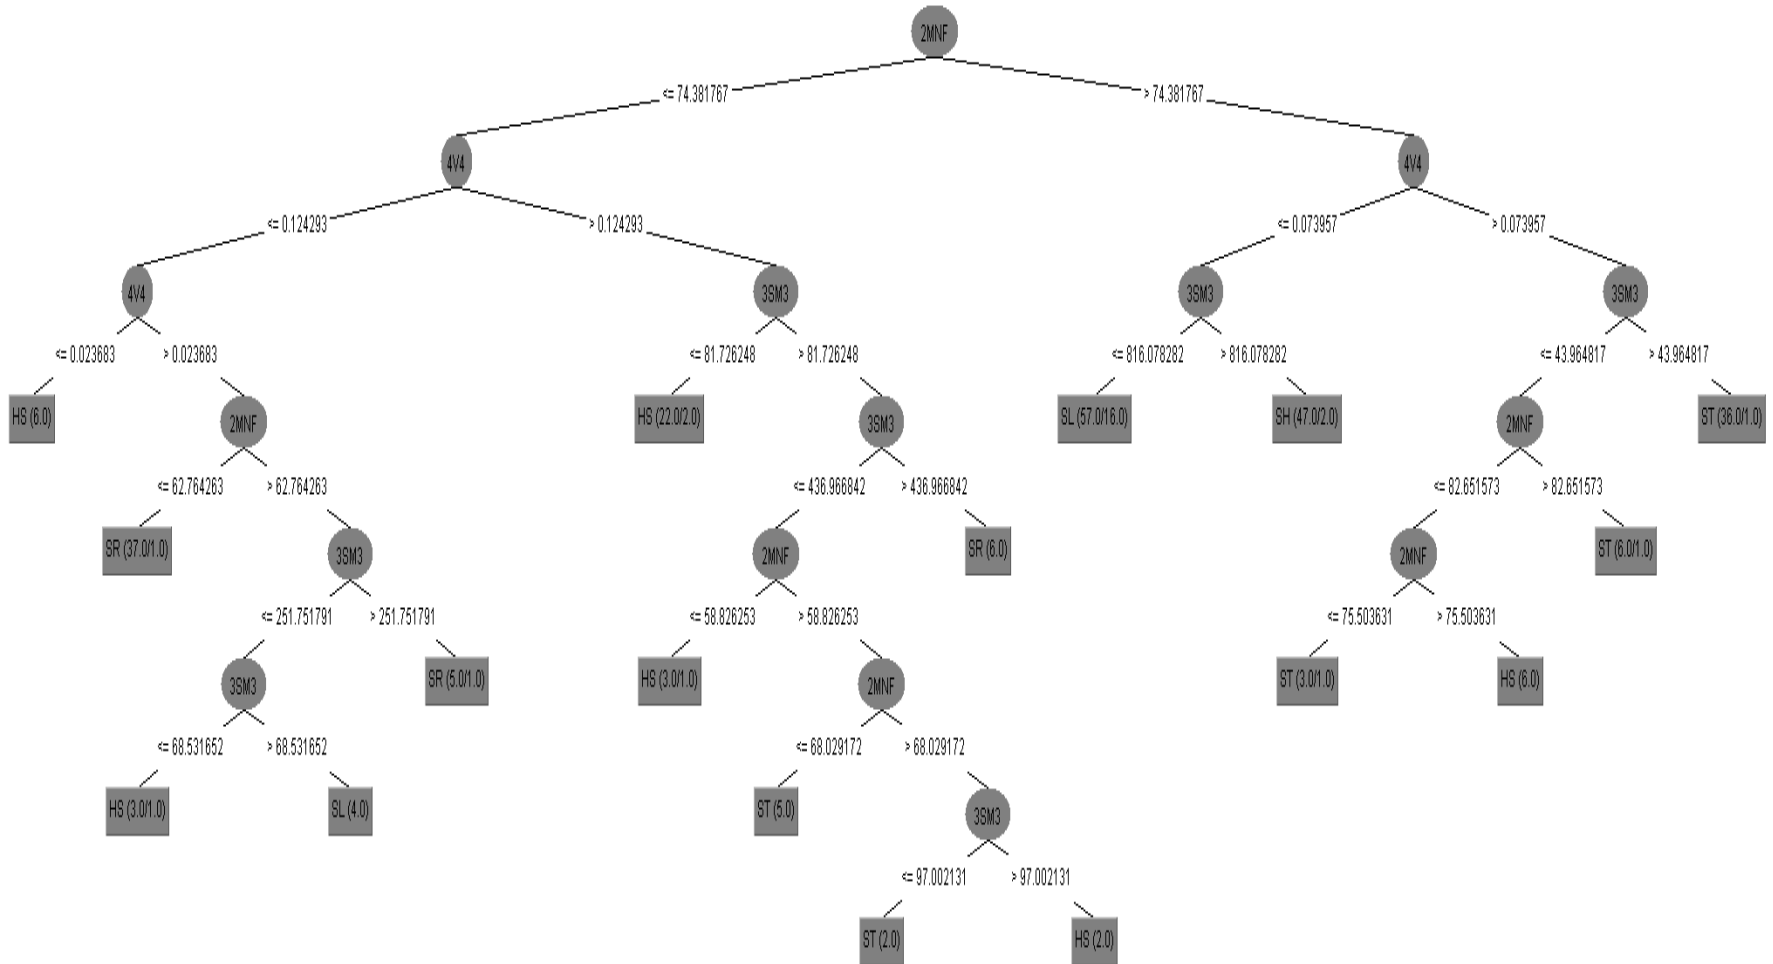 2MNF
<= 74.381767
> 74.381767
4V4
4V4
<= 0.124293
> 0.124293
<= 0.073957
> 0.073957
4V4
3SM3
3SM3
3SM3
<= 0.023683
> 0.023683
<= 81.726248
> 81.726248
<= 816.078282
> 816.078282
<= 43.964817
> 43.964817
HS (6.0)
2MNF
HS (22.0/2.0)
3SM3
SL (57.0/16.0)
SH (47.0/2.0)
2MNF
ST (36.0/1.0)
<= 62.764263
> 62.764263
<= 436.966842
> 436.966842
<= 82.651573
> 82.651573
SR (37.0/1.0)
3SM3
2MNF
SR (6.0)
2MNF
ST (6.0/1.0)
<= 251.751791
> 251.751791
<= 58.826253
> 58.826253
<= 75.503631
> 75.503631
3SM3
SR (5.0/1.0)
HS (3.0/1.0)
2MNF
ST (3.0/1.0)
HS (6.0)
<= 68.531652
> 68.531652
<= 68.029172
> 68.029172
HS (3.0/1.0)
SL (4.0)
ST (5.0)
3SM3
<= 97.002131
> 97.002131
ST (2.0)
HS (2.0)